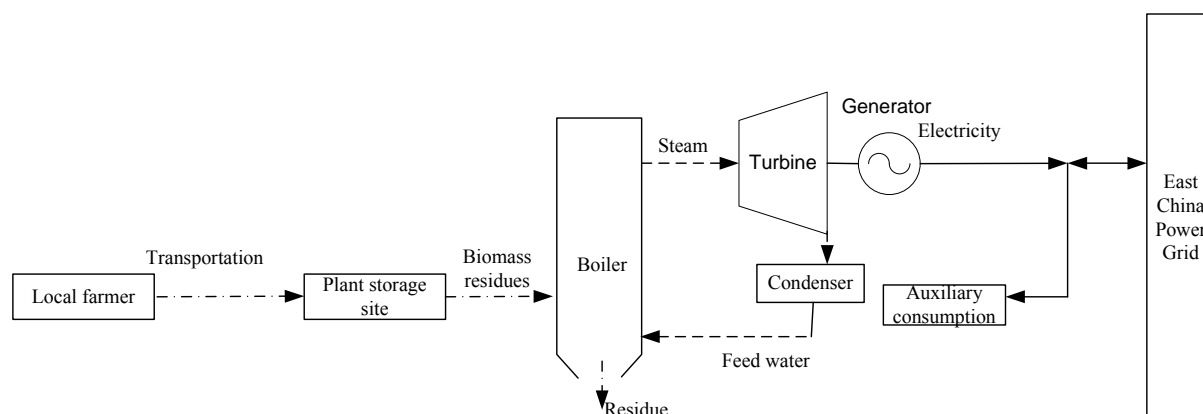 Generator
Electricity
Steam
Turbine
East
China
Power
Grid
Transportation
Biomass
residues
Boiler
Local farmer
Plant storage
site
Condenser
Auxiliary
consumption
Feed water
Residue